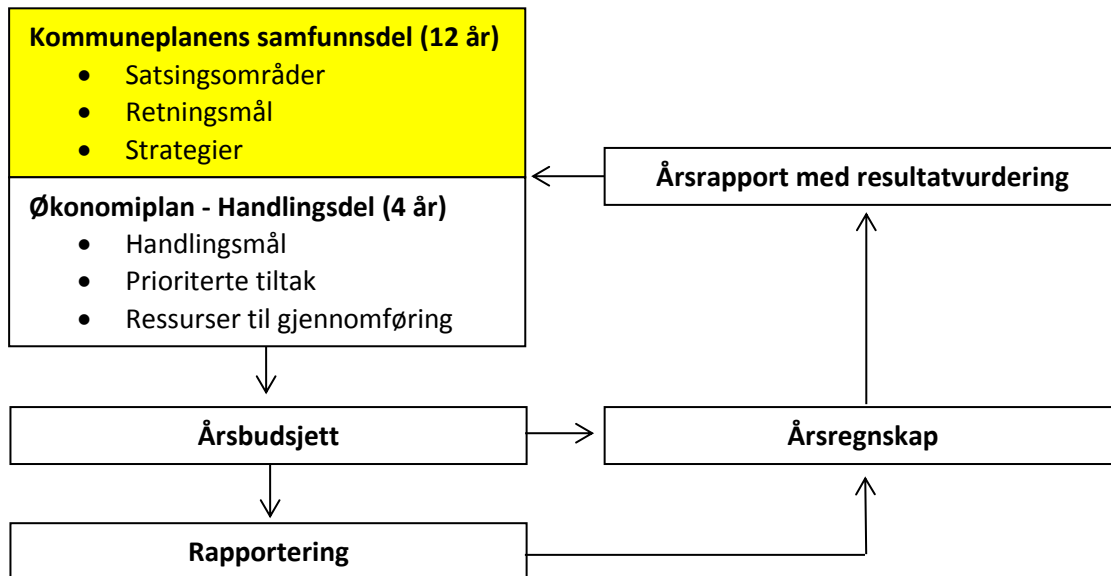 Kommuneplanens samfunnsdel (12 år)
• Satsingsområder
• Retningsmål
• Strategier
Økonomiplan - Handlingsdel (4 år)
• Handlingsmål
• Prioriterte tiltak
• Ressurser til gjennomføring
Årsrapport med resultatvurdering
Årsbudsjett
Årsregnskap
Rapportering